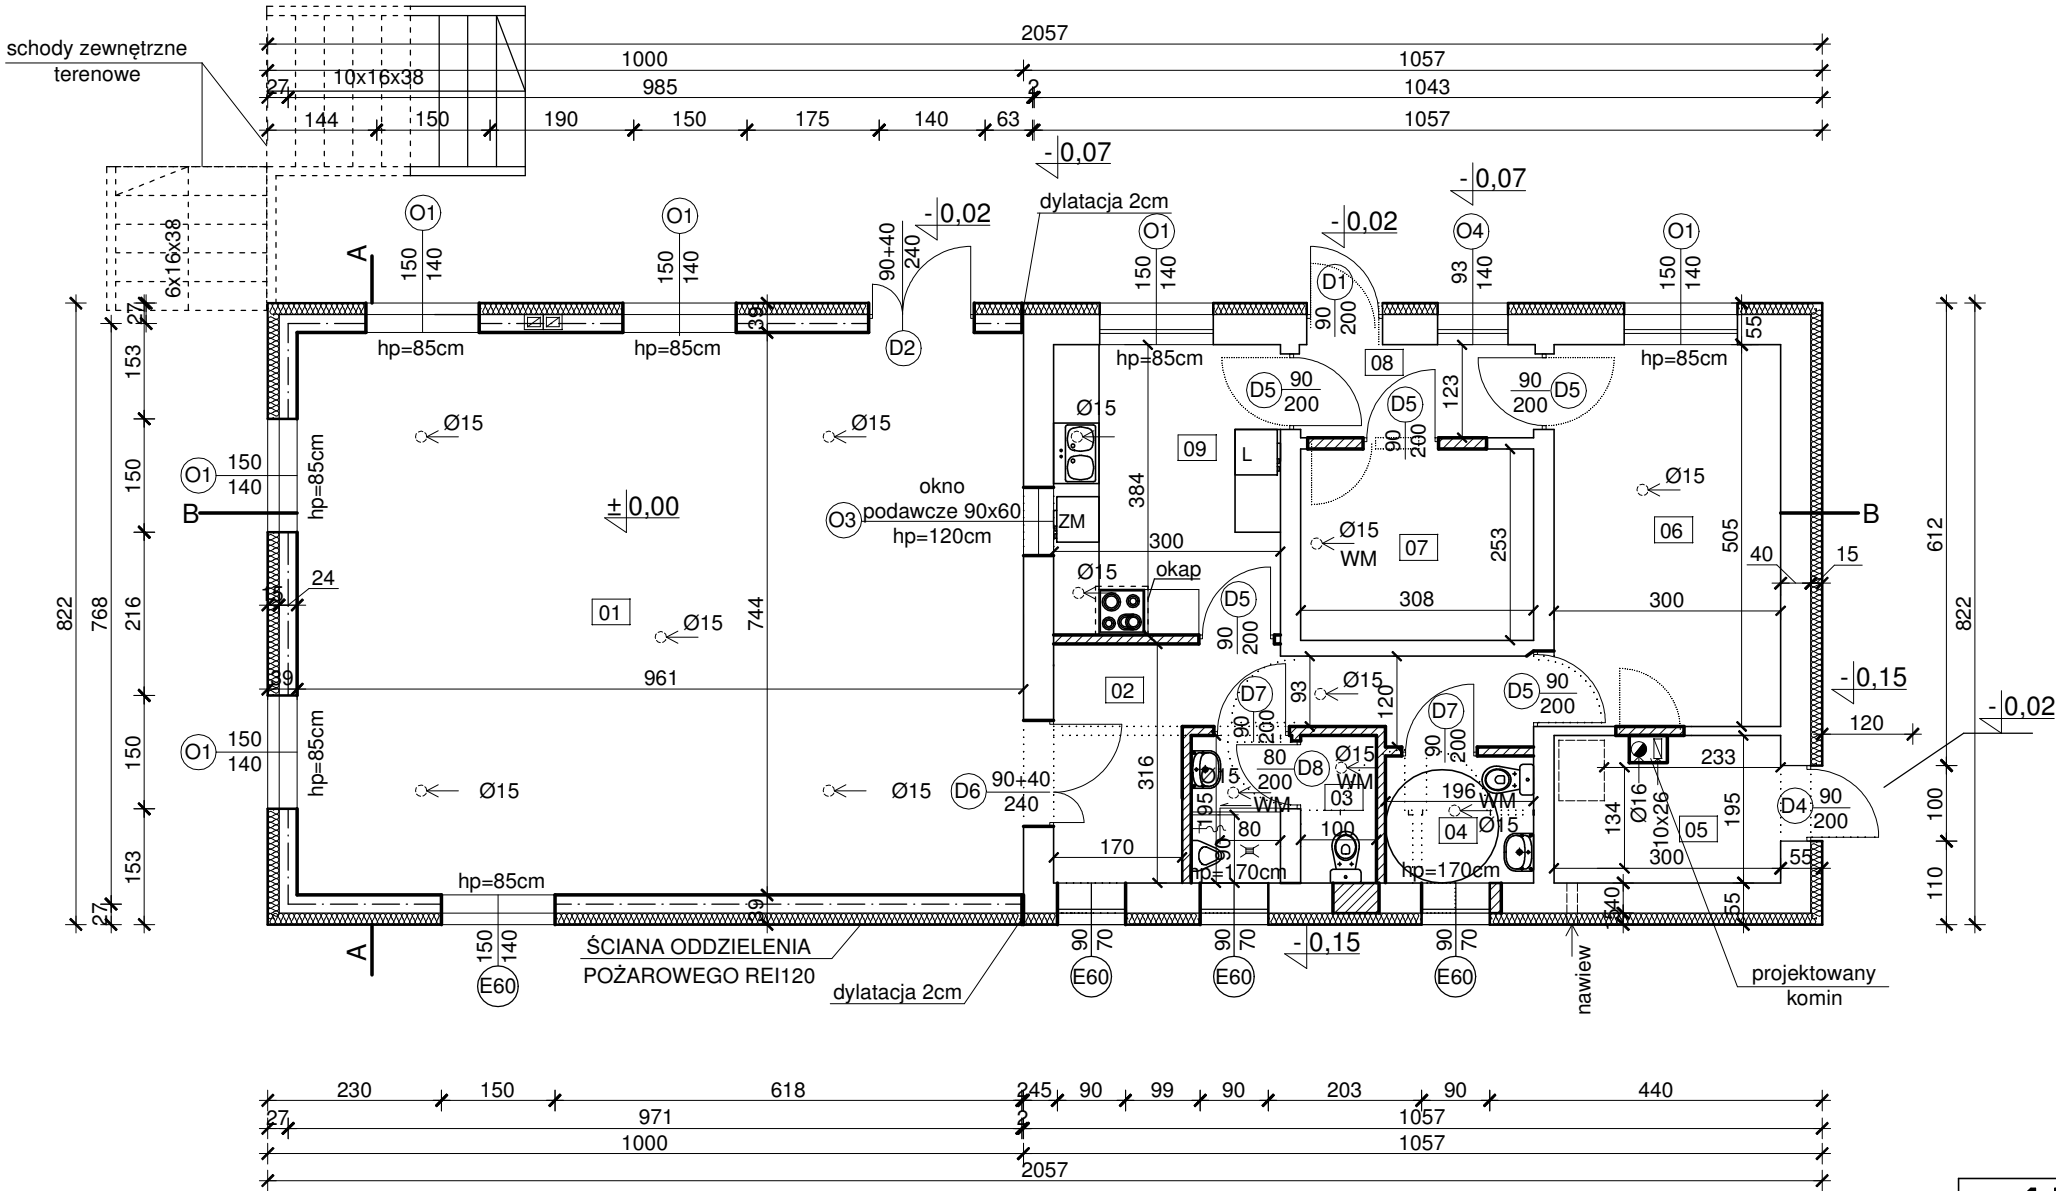 2057
schody zewnętrzne
terenowe
1000
1057
10x16x38
27
985
2
1043
144
150
190
150
175
140
63
1057
-0,07
-0,07
dylatacja 2cm
-0,02
-0,02
6x16x38
A
O1
150
140
O1
150
140
90+40
240
O1
150
140
D1
90
200
O4
93
140
O1
150
140
27
39
55
hp=85cm
hp=85cm
D2
hp=85cm
08
hp=85cm
153
D5
90
200
D5
90
200
123
90
200
D5
Ø15
Ø15
Ø15
09
L
O1
150
140
hp=85cm
150
384
Ø15
okno
podawcze 90x60
hp=120cm
O3
ZM
B
±0,00
B
Ø15
WM
07
253
06
505
612
300
40
15
24
15
Ø15
okap
822
768
216
01
Ø15
744
D5
90
200
308
300
822
39
961
02
D7
90
200
93
Ø15
120
D7
90
200
D5
90
200
-0,15
-0,02
120
O1
150
140
hp=85cm
150
316
80
200
D8
Ø15
WM
233
Ø15
Ø15
D6
90+40
240
Ø15
WM
03
195
196
WM
Ø15
04
134
Ø16
10x26
05
195
D4
90
200
100
80
100
90
153
170
hp=170cm
hp=170cm
300
55
110
hp=85cm
27
39
540
55
ŚCIANA ODDZIELENIA
POŻAROWEGO REI120
dylatacja 2cm
A
150
140
E60
90
70
E60
90
70
E60
-0,15
90
70
E60
nawiew
projektowany
komin
230
150
618
2
45
90
99
90
203
90
440
27
971
2
1057
1000
1057
2057